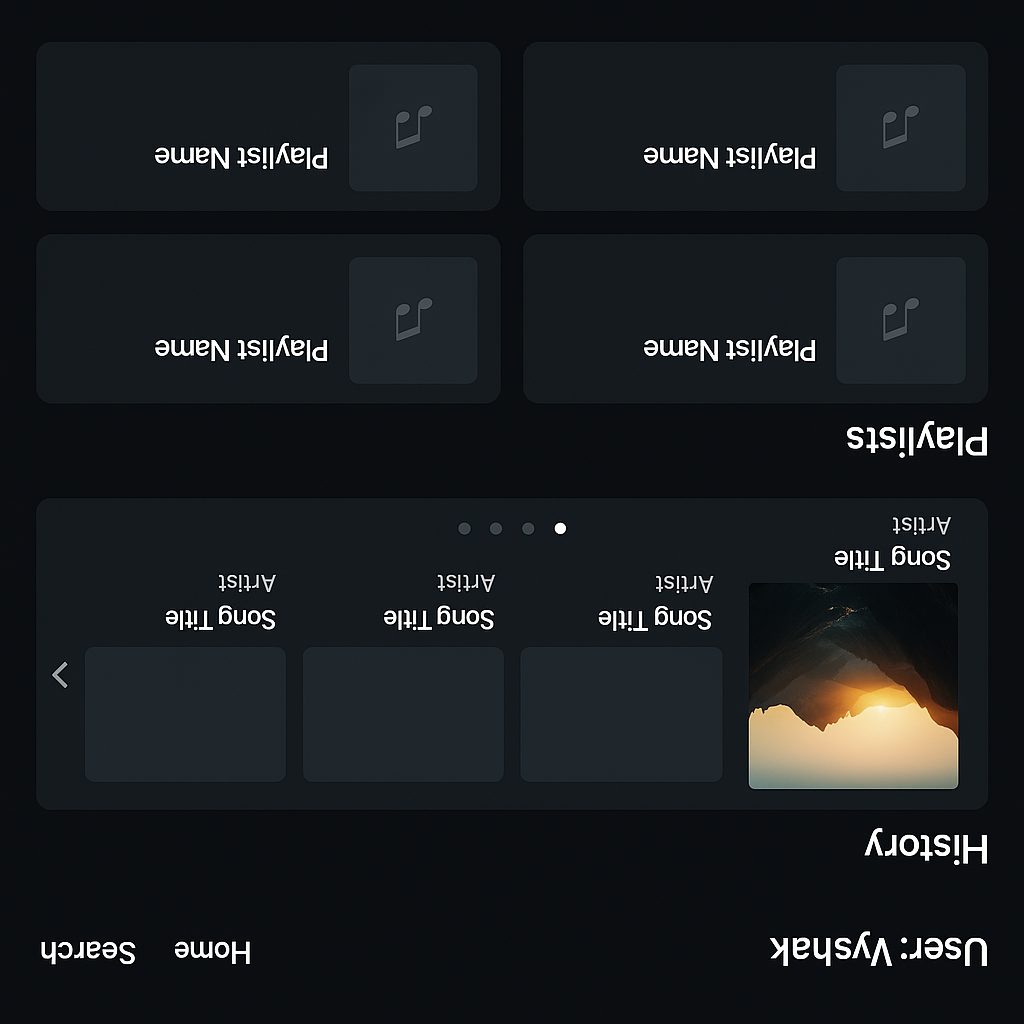 User: Vyshak
Home
Search
History
Song Title
Artist
Song Title
Artist
Song Title
Artist
Song Title
Artist
Playlists
Playlist Name
Playlist Name
Playlist Name
Playlist Name